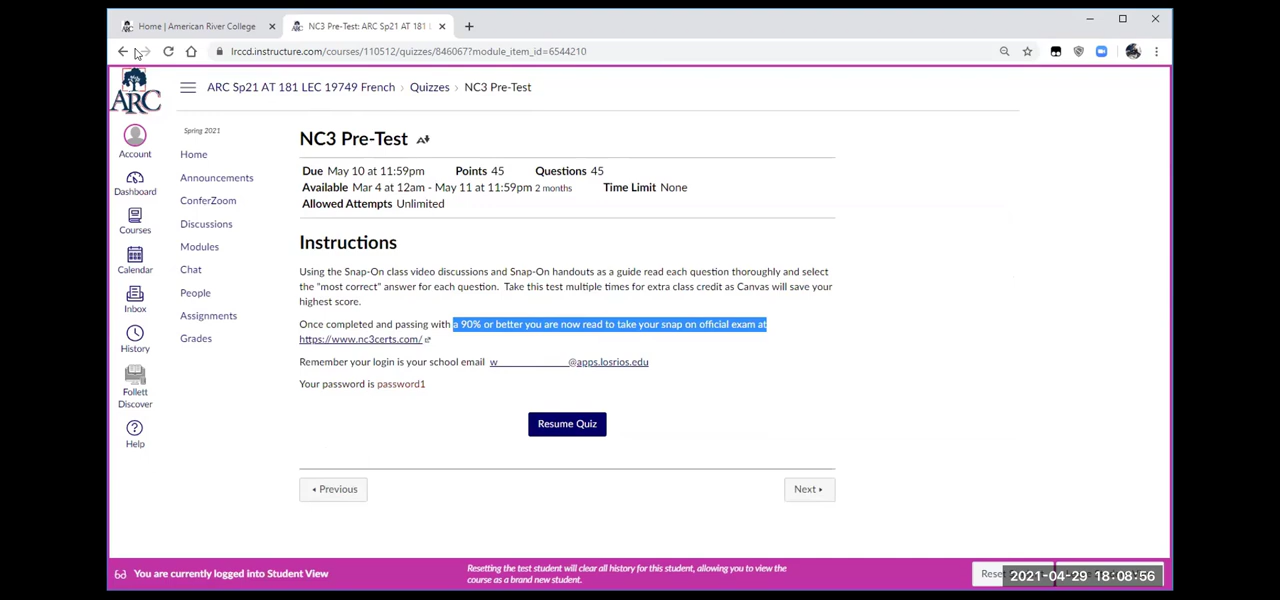 Home | American River College
NC3 Pre-Test: ARC Sp21 AT 181 L
lrccd.instructure.com/courses/110512/quizzes/846067?module_item_id=6544210
ARC
ARC Sp21 AT 181 LEC 19749 French › Quizzes › NC3 Pre-Test
Account
Dashboard
Courses
Calendar
Inbox
History
Follett
Discover
Help
Spring 2021
Home
Announcements
ConferZoom
Discussions
Modules
Chat
People
Assignments
Grades
NC3 Pre-Test
Due May 10 at 11:59pm Points 45 Questions 45
Available Mar 4 at 12am - May 11 at 11:59pm 2 months Time Limit None
Allowed Attempts Unlimited
Instructions
Using the Snap-On class video discussions and Snap-On handouts as a guide read each question thoroughly and select
the "most correct" answer for each question. Take this test multiple times for extra class credit as Canvas will save your
highest score.
Once completed and passing with a 90% or better you are now read to take your snap on official exam at
https://www.nc3certs.com/
Remember your login is your school email w______________@apps.losrios.edu
Your password is password1
Resume Quiz
Previous
Next
You are currently logged into Student View
Resetting the test student will clear all history for this student, allowing you to view the
course as a brand new student.
Reset
2021-04-29 18:08:56